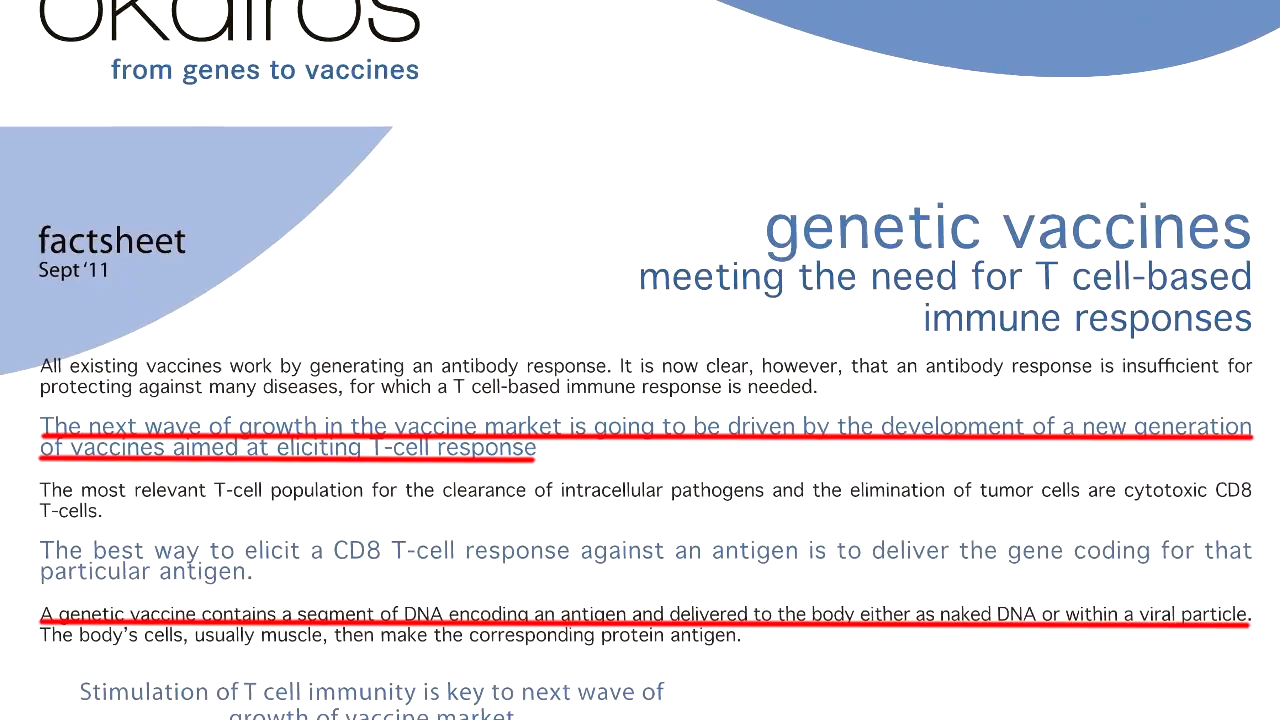 okairos
from genes to vaccines
factsheet
Sept ‘11
genetic vaccines
meeting the need for T cell-based
immune responses
All existing vaccines work by generating an antibody response. It is now clear, however, that an antibody response is insufficient for
protecting against many diseases, for which a T cell-based immune response is needed.
The next wave of growth in the vaccine market is going to be driven by the development of a new generation
of vaccines aimed at eliciting T-cell response
The most relevant T-cell population for the clearance of intracellular pathogens and the elimination of tumor cells are cytotoxic CD8
T-cells.
The best way to elicit a CD8 T-cell response against an antigen is to deliver the gene coding for that
particular antigen.
A genetic vaccine contains a segment of DNA encoding an antigen and delivered to the body either as naked DNA or within a viral particle.
The body’s cells, usually muscle, then make the corresponding protein antigen.
Stimulation of T cell immunity is key to next wave of
growth of vaccine market